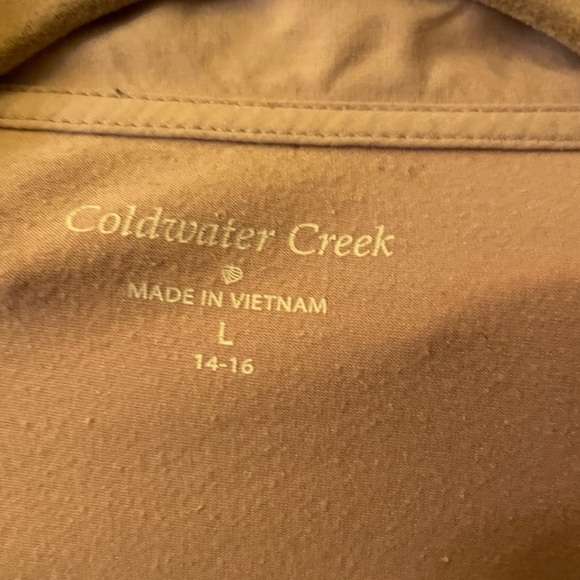 Coldwater Creek
MADE IN VIETNAM
L
14-16